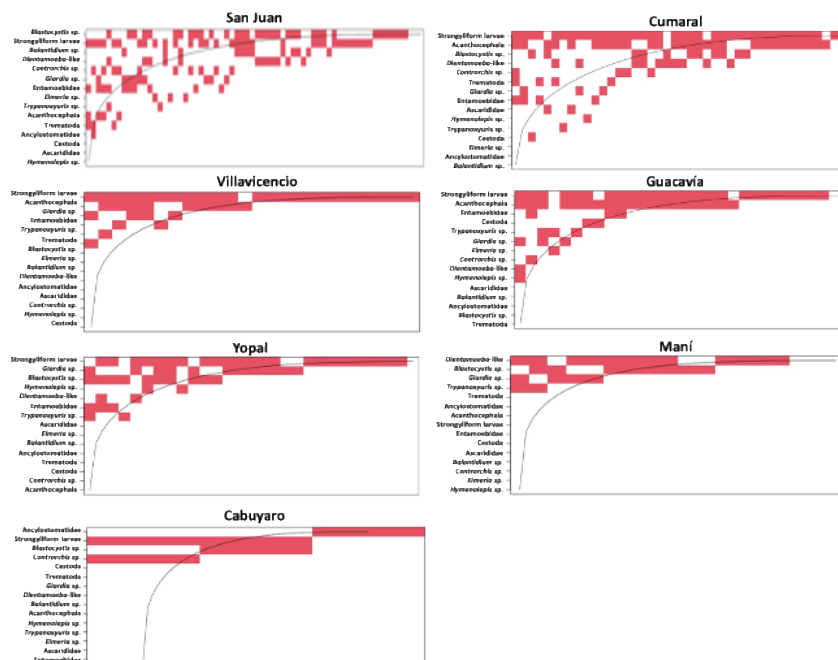 San Juan
Blastocystis sp.
Strongyliform larvae
Balantidium sp.
Dientamoeba-like
Controrchis sp.
Giardia sp.
Entamoebidae
Eimeria sp.
Trypanoxyuris sp.
Acanthocephala
Trematoda
Ancylostomatidae
Cestoda
Ascarididae
Hymenolepis sp.
Cumaral
Strongyliform larvae
Acanthocephala
Blastocystis sp.
Dientamoeba-like
Controrchis sp.
Trematoda
Giardia sp.
Entamoebidae
Ascarididae
Hymenolepis sp.
Trypanoxyuris sp.
Cestoda
Eimeria sp.
Ancylostomatidae
Balantidium sp.
Villavicencio
Strongyliform larvae
Acanthocephala
Giardia sp.
Entamoebidae
Trypanoxyuris sp.
Trematoda
Blastocystis sp.
Eimeria sp.
Balantidium sp.
Dientamoeba-like
Ancylostomatidae
Ascarididae
Controrchis sp.
Hymenolepis sp.
Cestoda
Guacavía
Strongyliform larvae
Acanthocephala
Entamoebidae
Cestoda
Trypanoxyuris sp.
Giardia sp.
Eimeria sp.
Controrchis sp.
Dientamoeba-like
Hymenolepis sp.
Ascarididae
Balantidium sp.
Ancylostomatidae
Blastocystis sp.
Trematoda
Yopal
Strongyliform larvae
Giardia sp.
Blastocystis sp.
Hymenolepis sp.
Dientamoeba-like
Entamoebidae
Trypanoxyuris sp.
Ascarididae
Eimeria sp.
Balantidium sp.
Ancylostomatidae
Trematoda
Cestoda
Controrchis sp.
Acanthocephala
Maní
Dientamoeba-like
Blastocystis sp.
Giardia sp.
Trypanoxyuris sp.
Trematoda
Ancylostomatidae
Acanthocephala
Strongyliform larvae
Entamoebidae
Cestoda
Ascarididae
Balantidium sp.
Controrchis sp.
Eimeria sp.
Hymenolepis sp.
Cabuyaro
Ancylostomatidae
Strongyliform larvae
Blastocystis sp.
Controrchis sp.
Cestoda
Trematoda
Giardia sp.
Dientamoeba-like
Balantidium sp.
Acanthocephala
Hymenolepis sp.
Trypanoxyuris sp.
Eimeria sp.
Ascarididae